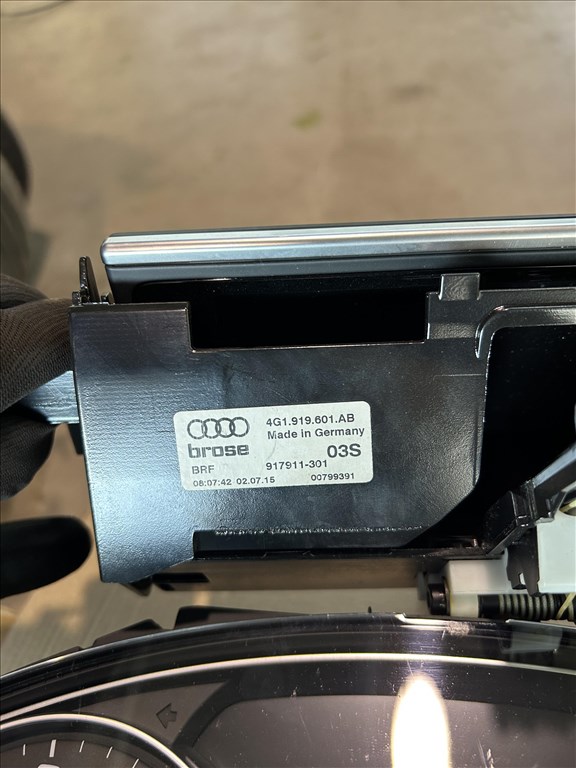 4G1.919.601.AB
Made in Germany
brose 03S
BRF 917911-301
08:07:42 02.07.15 00799391